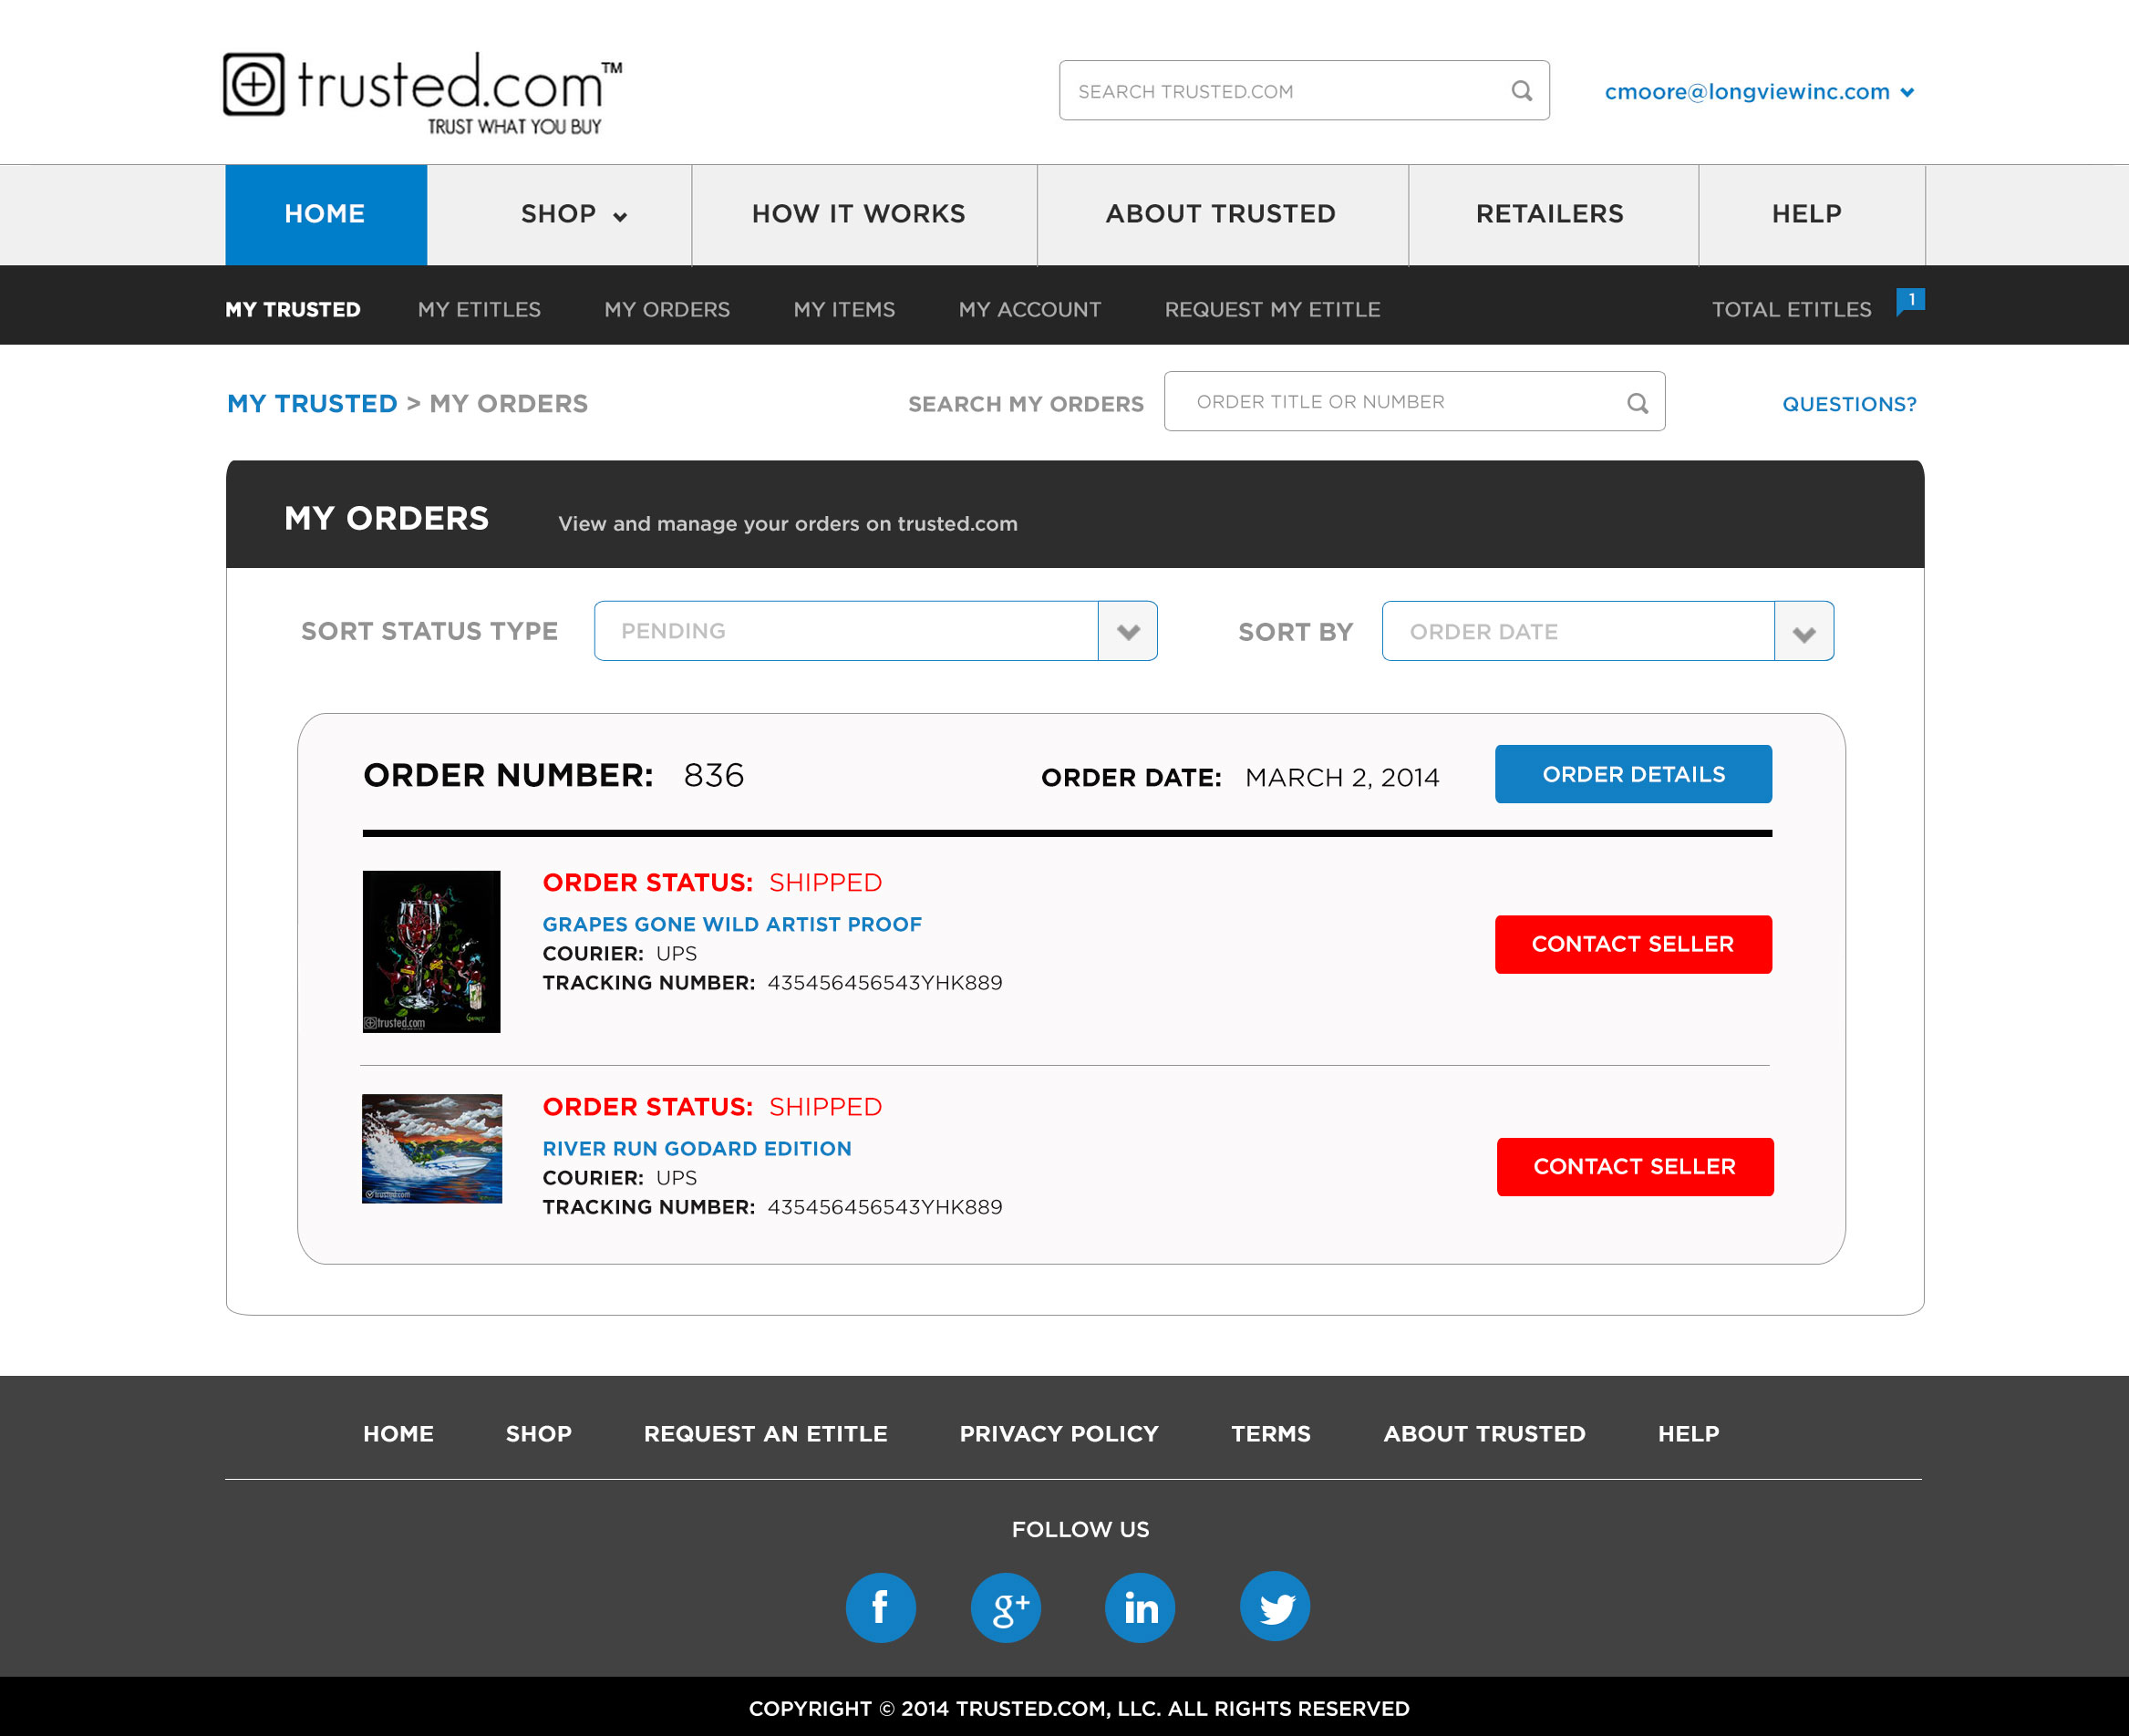 trusted.com™
TRUST WHAT YOU BUY
SEARCH TRUSTED.COM
cmoore@longviewinc.com
HOME SHOP HOW IT WORKS ABOUT TRUSTED RETAILERS HELP
MY TRUSTED MY ETITLES MY ORDERS MY ITEMS MY ACCOUNT REQUEST MY ETITLE TOTAL ETITLES 1
MY TRUSTED > MY ORDERS SEARCH MY ORDERS ORDER TITLE OR NUMBER QUESTIONS?
MY ORDERS View and manage your orders on trusted.com
SORT STATUS TYPE PENDING SORT BY ORDER DATE
ORDER NUMBER: 836 ORDER DATE: MARCH 2, 2014 ORDER DETAILS
ORDER STATUS: SHIPPED
GRAPES GONE WILD ARTIST PROOF
CONTACT SELLER
COURIER: UPS
TRACKING NUMBER: 435456456543YHK889
trusted.com
ORDER STATUS: SHIPPED
RIVER RUN GODARD EDITION
CONTACT SELLER
COURIER: UPS
TRACKING NUMBER: 435456456543YHK889
trusted.com
HOME SHOP REQUEST AN ETITLE PRIVACY POLICY TERMS ABOUT TRUSTED HELP
FOLLOW US
f g+ in
COPYRIGHT © 2014 TRUSTED.COM, LLC. ALL RIGHTS RESERVED